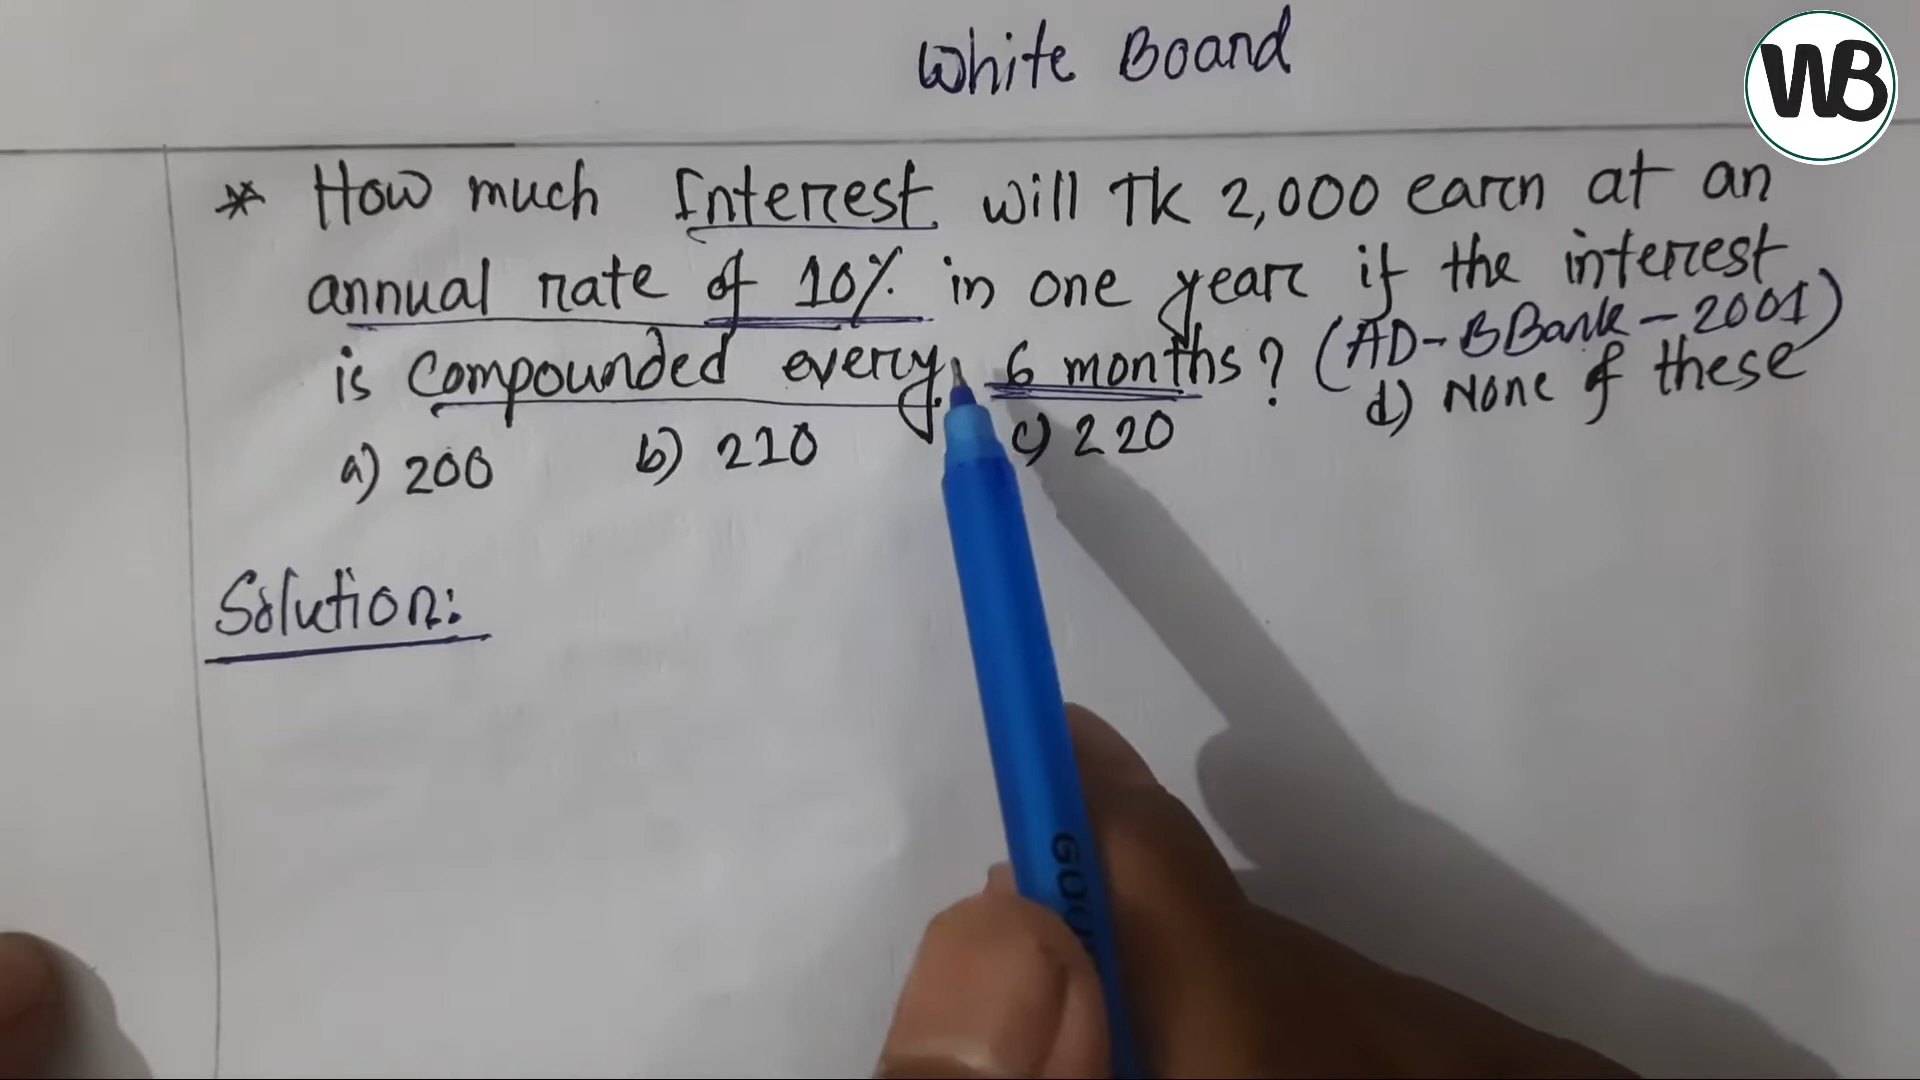 White Board
WB
* How much Interest will Tk 2,000 earn at an
annual rate of 10% in one year if the interest
is compounded every 6 months? (AD-BBank-2001)
a) 200 b) 210 c) 220 d) None of these
Solution: